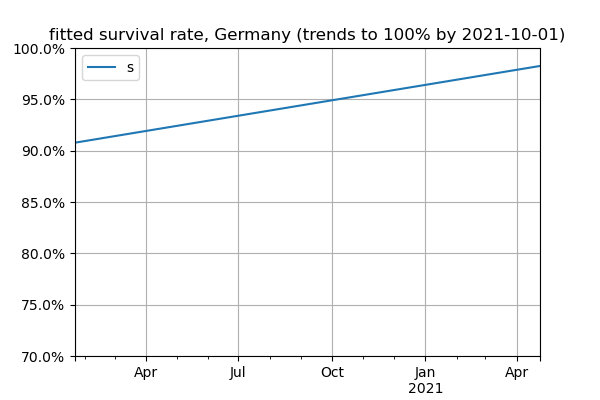 fitted survival rate, Germany (trends to 100% by 2021-10-01)
100.0%
s
95.0%
90.0%
85.0%
80.0%
75.0%
70.0%
Apr Jul Oct Jan Apr
2021